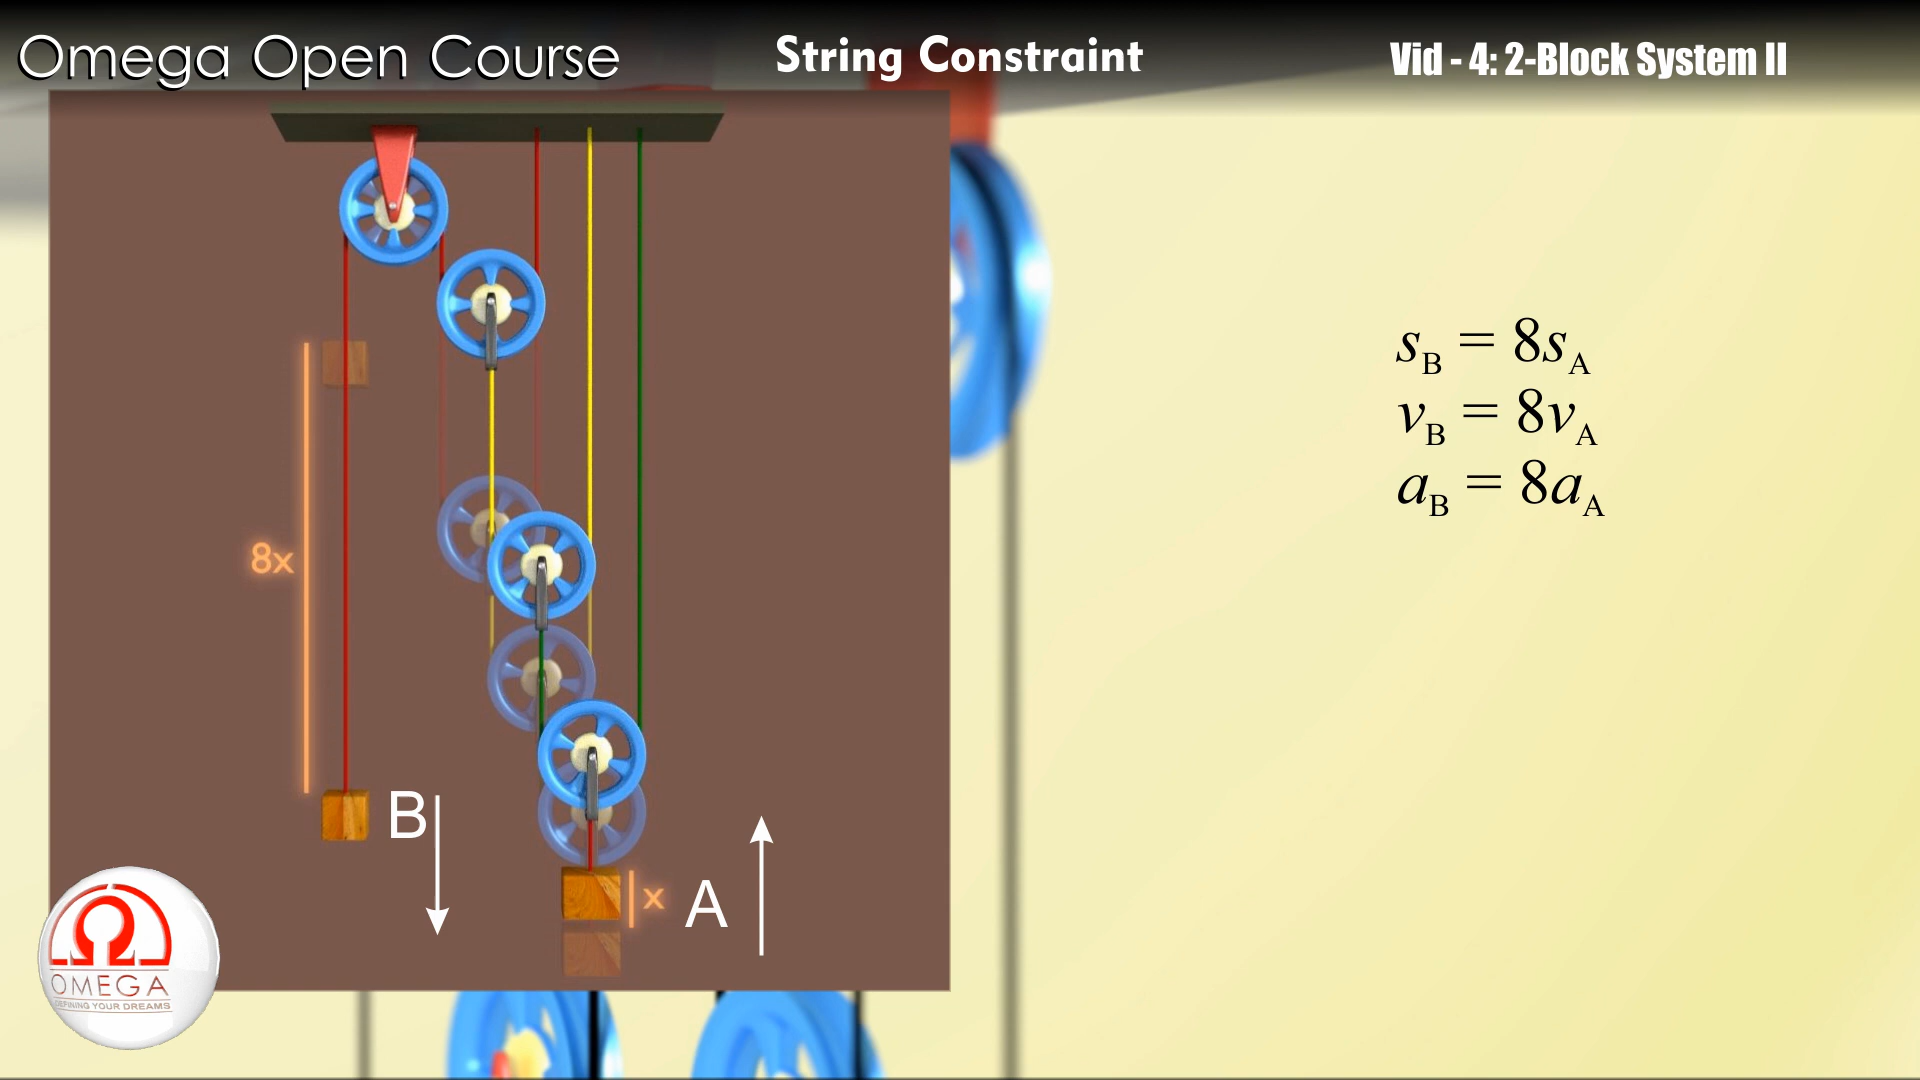 Omega Open Course
String Constraint
Vid - 4: 2-Block System II
8x
B
x
A
s_B = 8s_A
v_B = 8v_A
a_B = 8a_A
Ω
OMEGA
DEFINING YOUR DREAMS